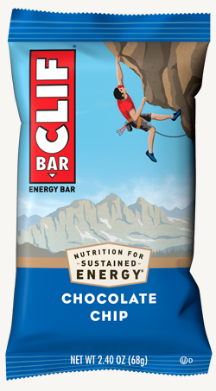 CLIF
BAR
ENERGY BAR
NUTRITION FOR
SUSTAINED
ENERGY®
CHOCOLATE
CHIP
NET WT 2.40 OZ (68g)
U D